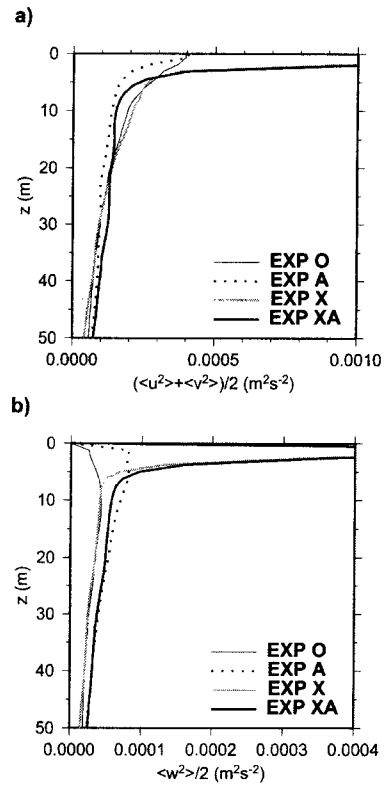 a)
0
10
20
30
40
50
z (m)
EXP O
EXP A
EXP X
EXP XA
0.0000 0.0005 0.0010
(<u²>+<v²>)/2 (m²s⁻²)
b)
0
10
20
30
40
50
z (m)
EXP O
EXP A
EXP X
EXP XA
0.0000 0.0001 0.0002 0.0003 0.0004
<w²>/2 (m²s⁻²)